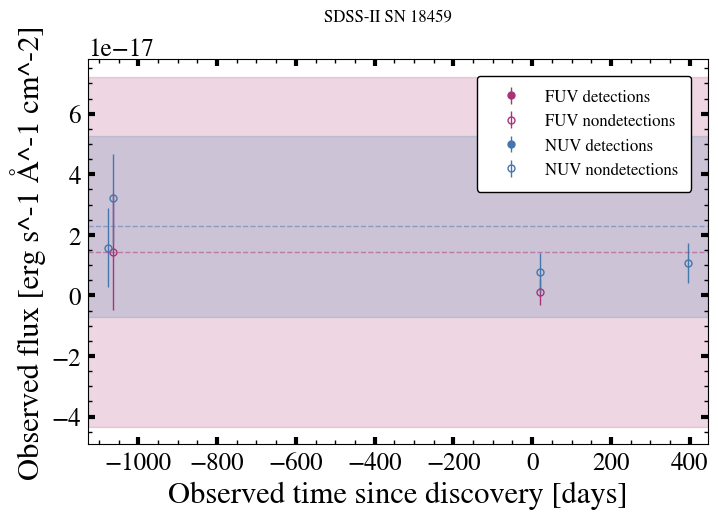 SDSS-II SN 18459
1e−17
Observed flux [erg s^-1 Å^-1 cm^-2]
6
4
2
0
−2
−4
FUV detections
FUV nondetections
NUV detections
NUV nondetections
−1000 −800 −600 −400 −200 0 200 400
Observed time since discovery [days]